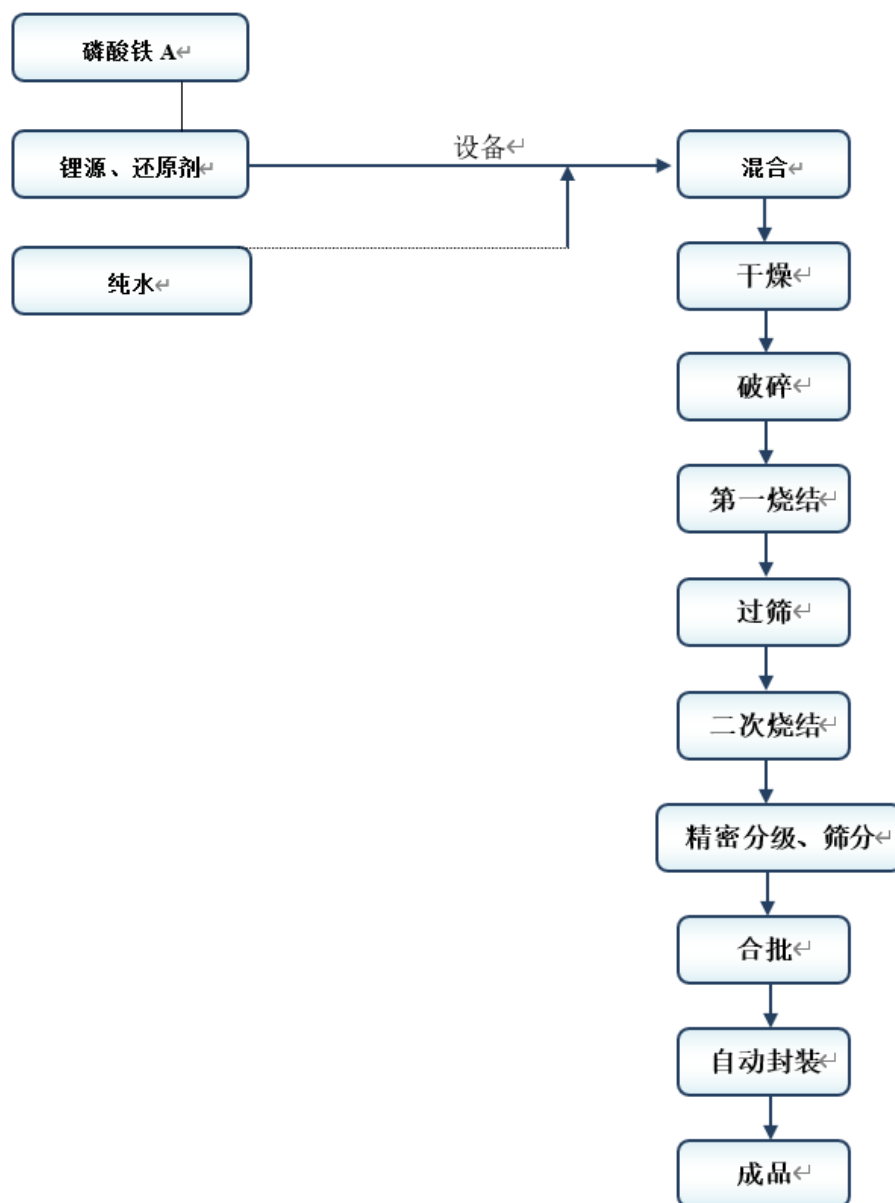 磷酸铁 A↵
锂源、还原剂↵
设备↵
混合↵
纯水↵
干燥↵
破碎↵
第一烧结↵
过筛↵
二次烧结↵
精密分级、筛分↵
合批↵
自动封装↵
成品↵